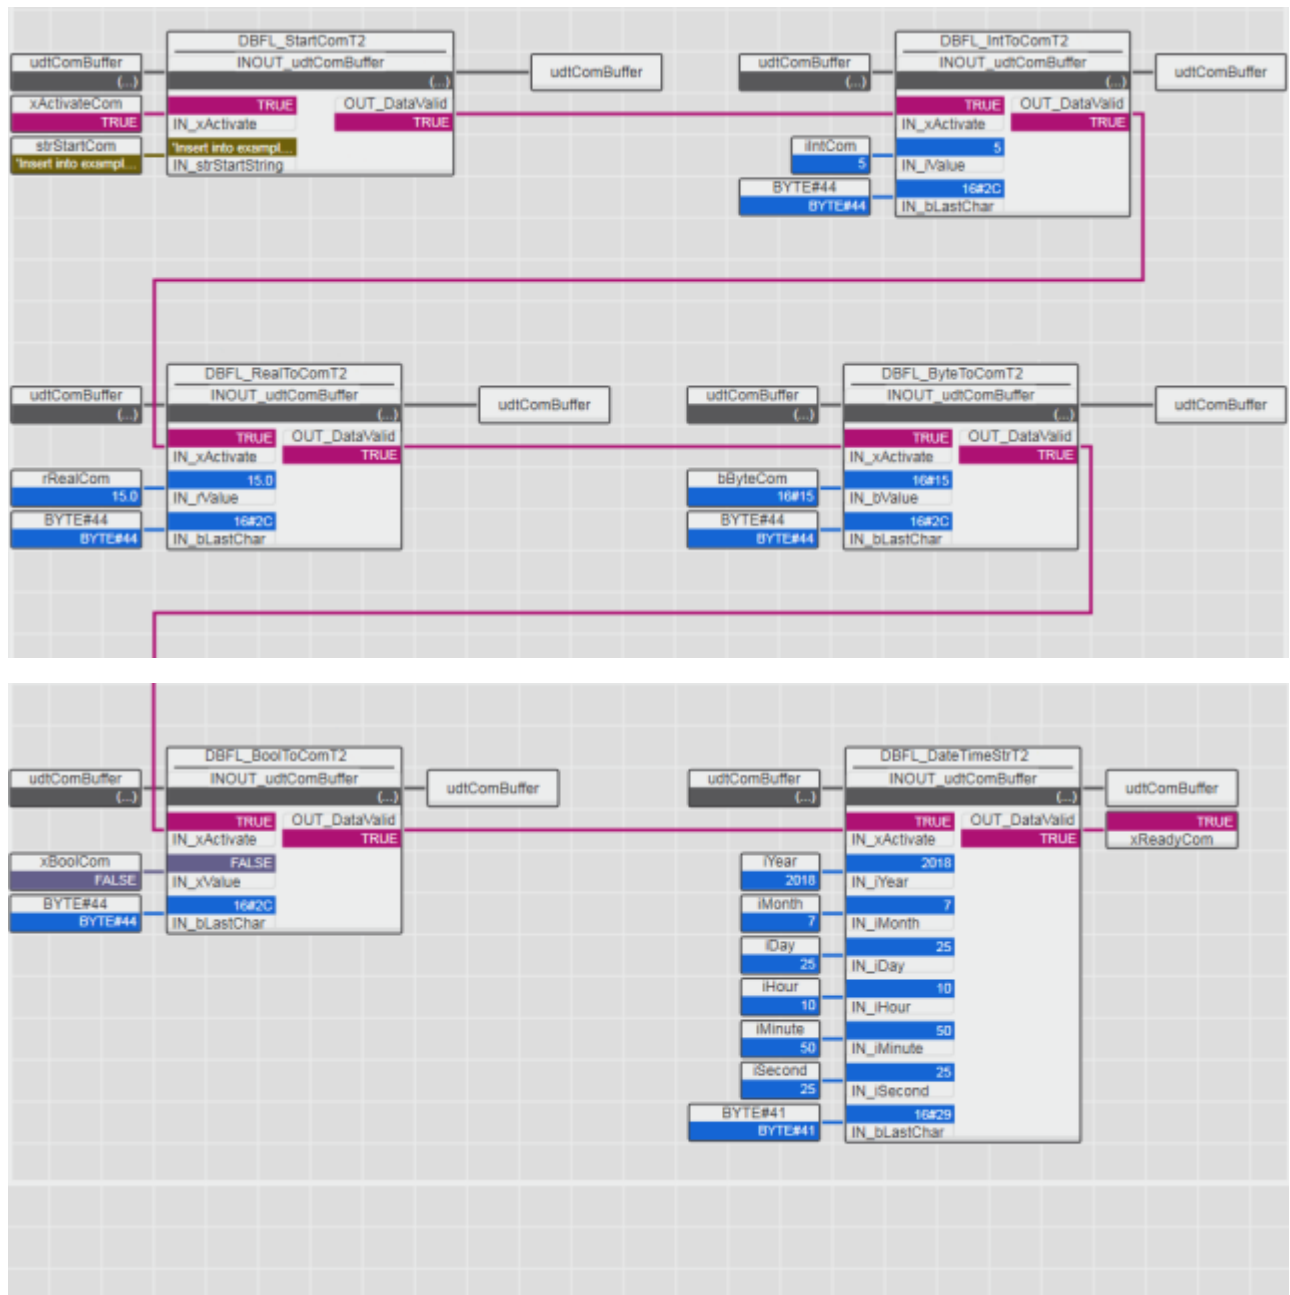 DBFL_StartComT2
udtComBuffer
INOUT_udtComBuffer
(...)
(...)
udtComBuffer
xActivateCom
TRUE
TRUE
IN_xActivate
OUT_DataValid
TRUE
strStartCom
'Insert into exampl...
'Insert into exampl...
IN_strStartString
DBFL_IntToComT2
udtComBuffer
INOUT_udtComBuffer
(...)
(...)
udtComBuffer
TRUE
IN_xActivate
OUT_DataValid
TRUE
iIntCom
5
5
IN_iValue
BYTE#44
BYTE#44
16#2C
IN_bLastChar
DBFL_RealToComT2
udtComBuffer
INOUT_udtComBuffer
(...)
(...)
udtComBuffer
TRUE
IN_xActivate
OUT_DataValid
TRUE
rRealCom
15.0
15.0
IN_rValue
BYTE#44
BYTE#44
16#2C
IN_bLastChar
DBFL_ByteToComT2
udtComBuffer
INOUT_udtComBuffer
(...)
(...)
udtComBuffer
TRUE
IN_xActivate
OUT_DataValid
TRUE
bByteCom
16#15
16#15
IN_bValue
BYTE#44
BYTE#44
16#2C
IN_bLastChar
DBFL_BoolToComT2
udtComBuffer
INOUT_udtComBuffer
(...)
(...)
udtComBuffer
TRUE
IN_xActivate
OUT_DataValid
TRUE
xBoolCom
FALSE
FALSE
IN_xValue
BYTE#44
BYTE#44
16#2C
IN_bLastChar
DBFL_DateTimeStrT2
udtComBuffer
INOUT_udtComBuffer
(...)
(...)
udtComBuffer
TRUE
IN_xActivate
OUT_DataValid
TRUE
TRUE
xReadyCom
iYear
2018
2018
IN_iYear
iMonth
7
7
IN_iMonth
iDay
25
25
IN_iDay
iHour
10
10
IN_iHour
iMinute
50
50
IN_iMinute
iSecond
25
25
IN_iSecond
BYTE#41
BYTE#41
16#29
IN_bLastChar